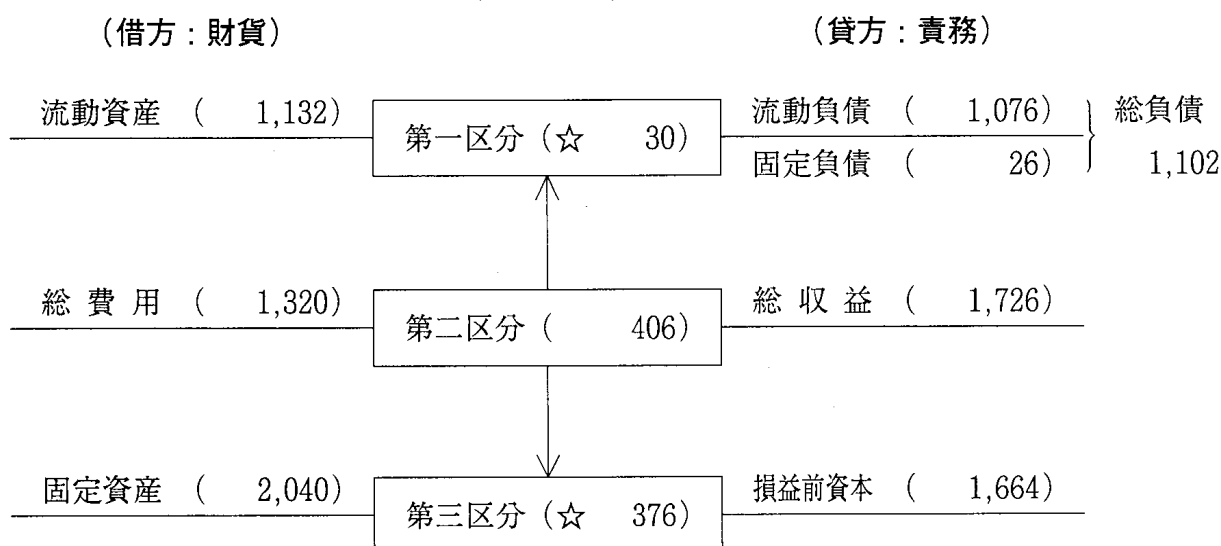 （借方：財貨） （貸方：責務）
流動資産 （ 1,132） 第一区分（☆ 30） 流動負債 （ 1,076） 総負債
固定負債 （ 26） 1,102
総費用 （ 1,320） 第二区分（ 406） 総収益 （ 1,726）
固定資産 （ 2,040） 第三区分（☆ 376） 損益前資本 （ 1,664）